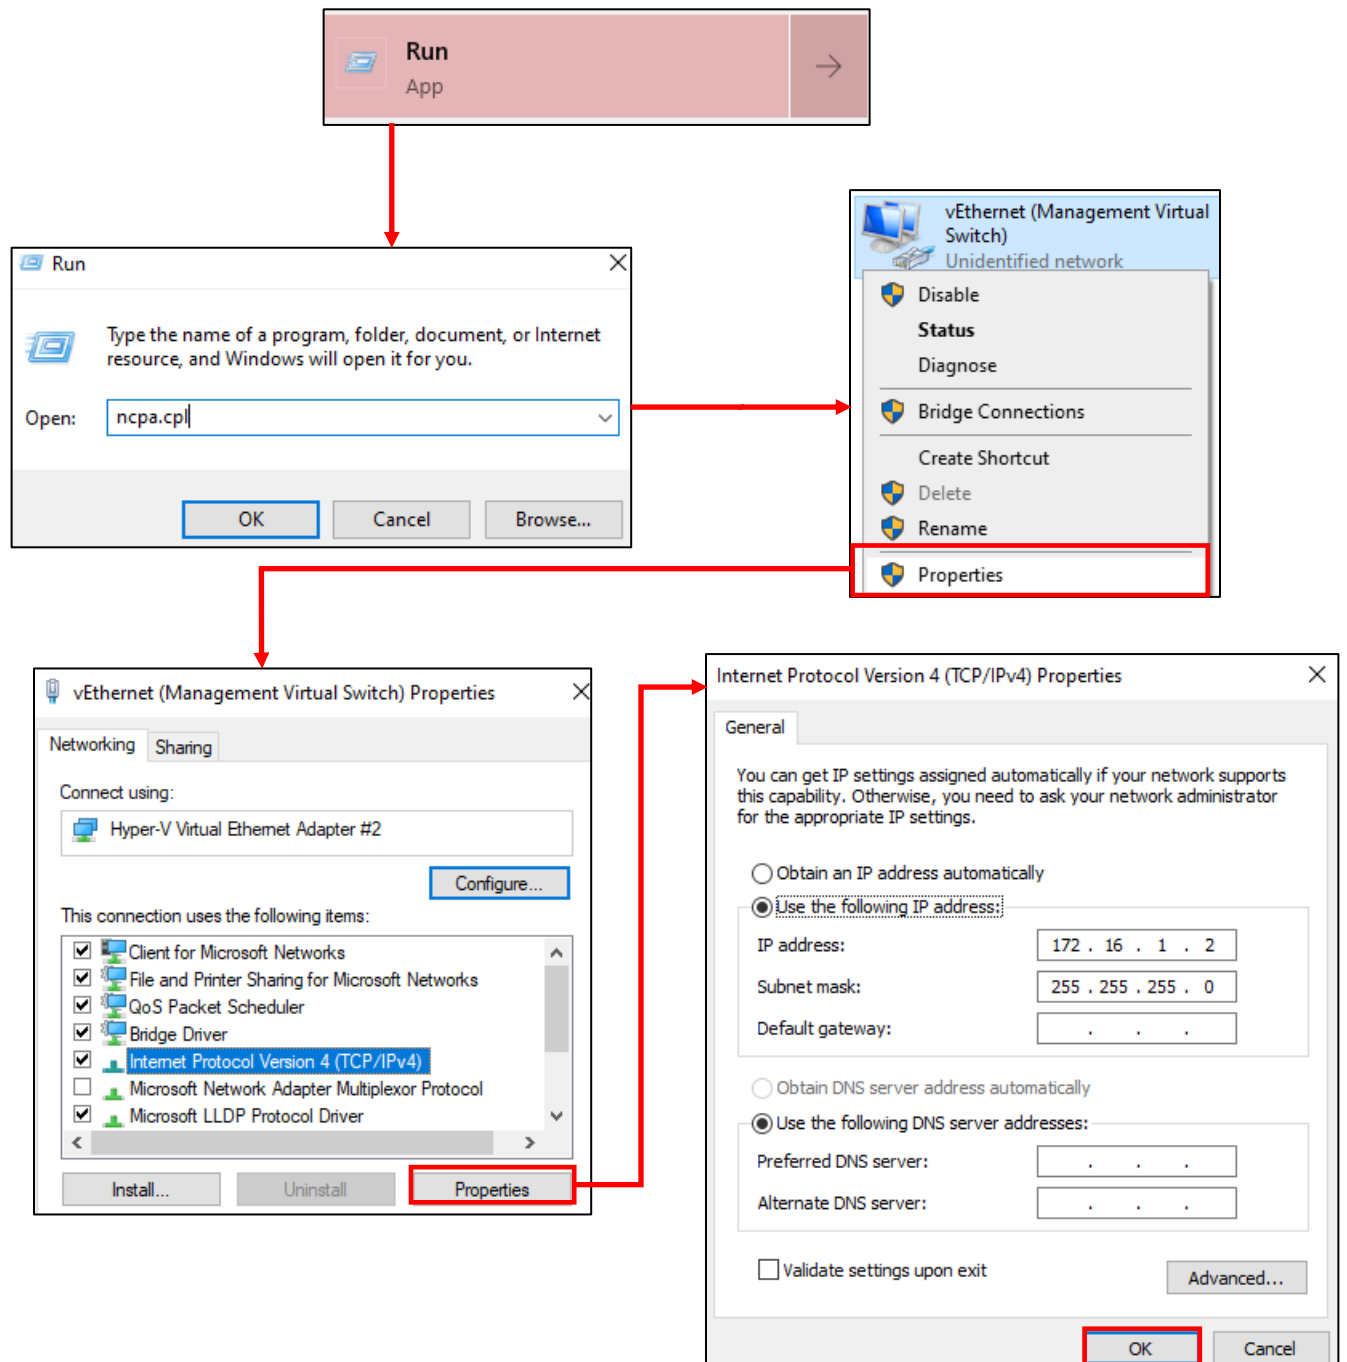 Run
App
Run
Type the name of a program, folder, document, or Internet
resource, and Windows will open it for you.
Open:
ncpa.cpl
OK
Cancel
Browse...
vEthernet (Management Virtual
Switch)
Unidentified network
Disable
Status
Diagnose
Bridge Connections
Create Shortcut
Delete
Rename
Properties
vEthernet (Management Virtual Switch) Properties
Networking
Sharing
Connect using:
Hyper-V Virtual Ethernet Adapter #2
Configure...
This connection uses the following items:
Client for Microsoft Networks
File and Printer Sharing for Microsoft Networks
QoS Packet Scheduler
Bridge Driver
Internet Protocol Version 4 (TCP/IPv4)
Microsoft Network Adapter Multiplexor Protocol
Microsoft LLDP Protocol Driver
Install...
Uninstall
Properties
Internet Protocol Version 4 (TCP/IPv4) Properties
General
You can get IP settings assigned automatically if your network supports
this capability. Otherwise, you need to ask your network administrator
for the appropriate IP settings.
Obtain an IP address automatically
Use the following IP address:
IP address:
172 . 16 . 1 . 2
Subnet mask:
255 . 255 . 255 . 0
Default gateway:
. . .
Obtain DNS server address automatically
Use the following DNS server addresses:
Preferred DNS server:
. . .
Alternate DNS server:
. . .
Validate settings upon exit
Advanced...
OK
Cancel